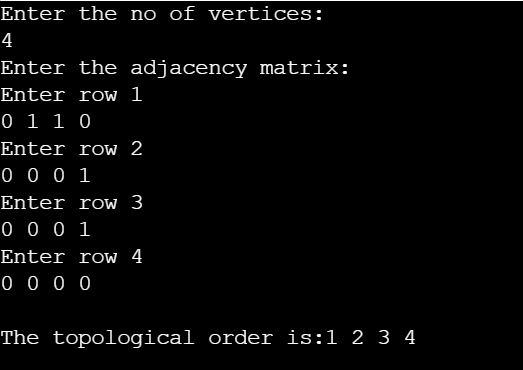 Enter the no of vertices:
4
Enter the adjacency matrix:
Enter row 1
0 1 1 0
Enter row 2
0 0 0 1
Enter row 3
0 0 0 1
Enter row 4
0 0 0 0
The topological order is:1 2 3 4